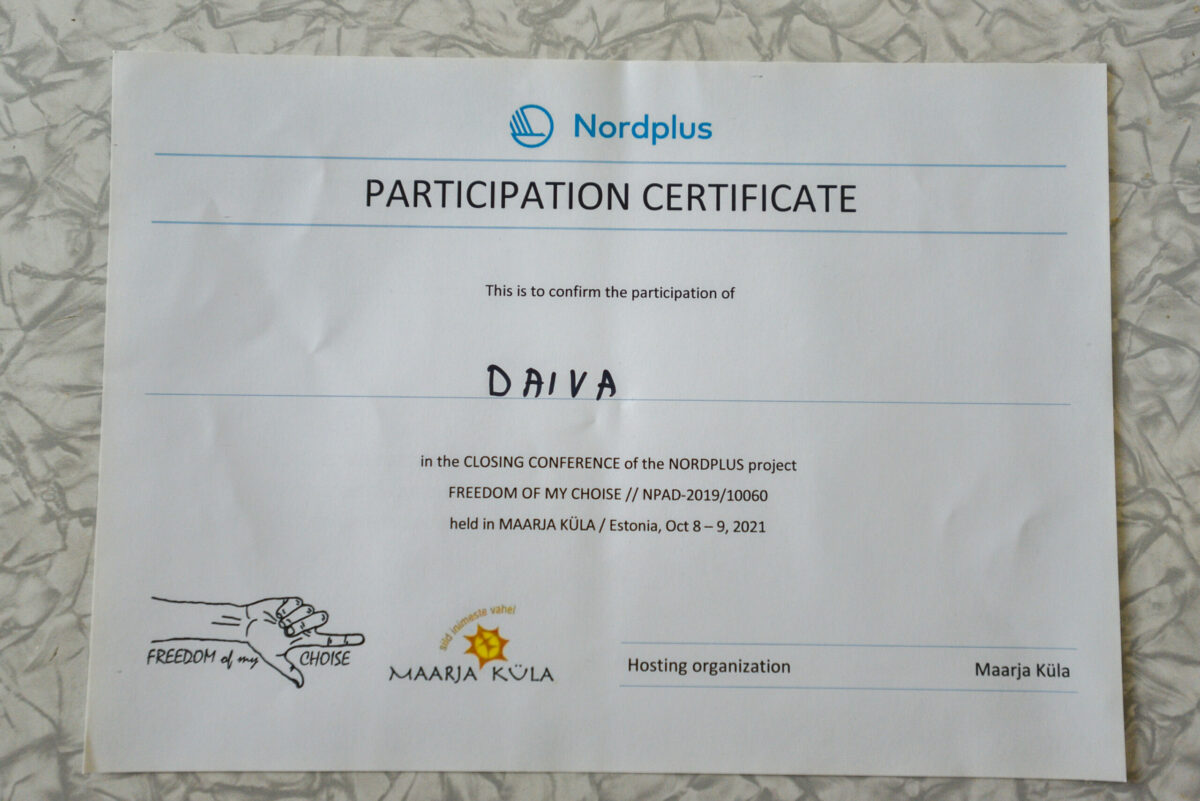 Nordplus
PARTICIPATION CERTIFICATE
This is to confirm the participation of
DAIVA
in the CLOSING CONFERENCE of the NORDPLUS project
FREEDOM OF MY CHOISE // NPAD-2019/10060
held in MAARJA KÜLA / Estonia, Oct 8 – 9, 2021
FREEDOM of my CHOISE
sild inimeste vahel
MAARJA KÜLA
Hosting organization Maarja Küla